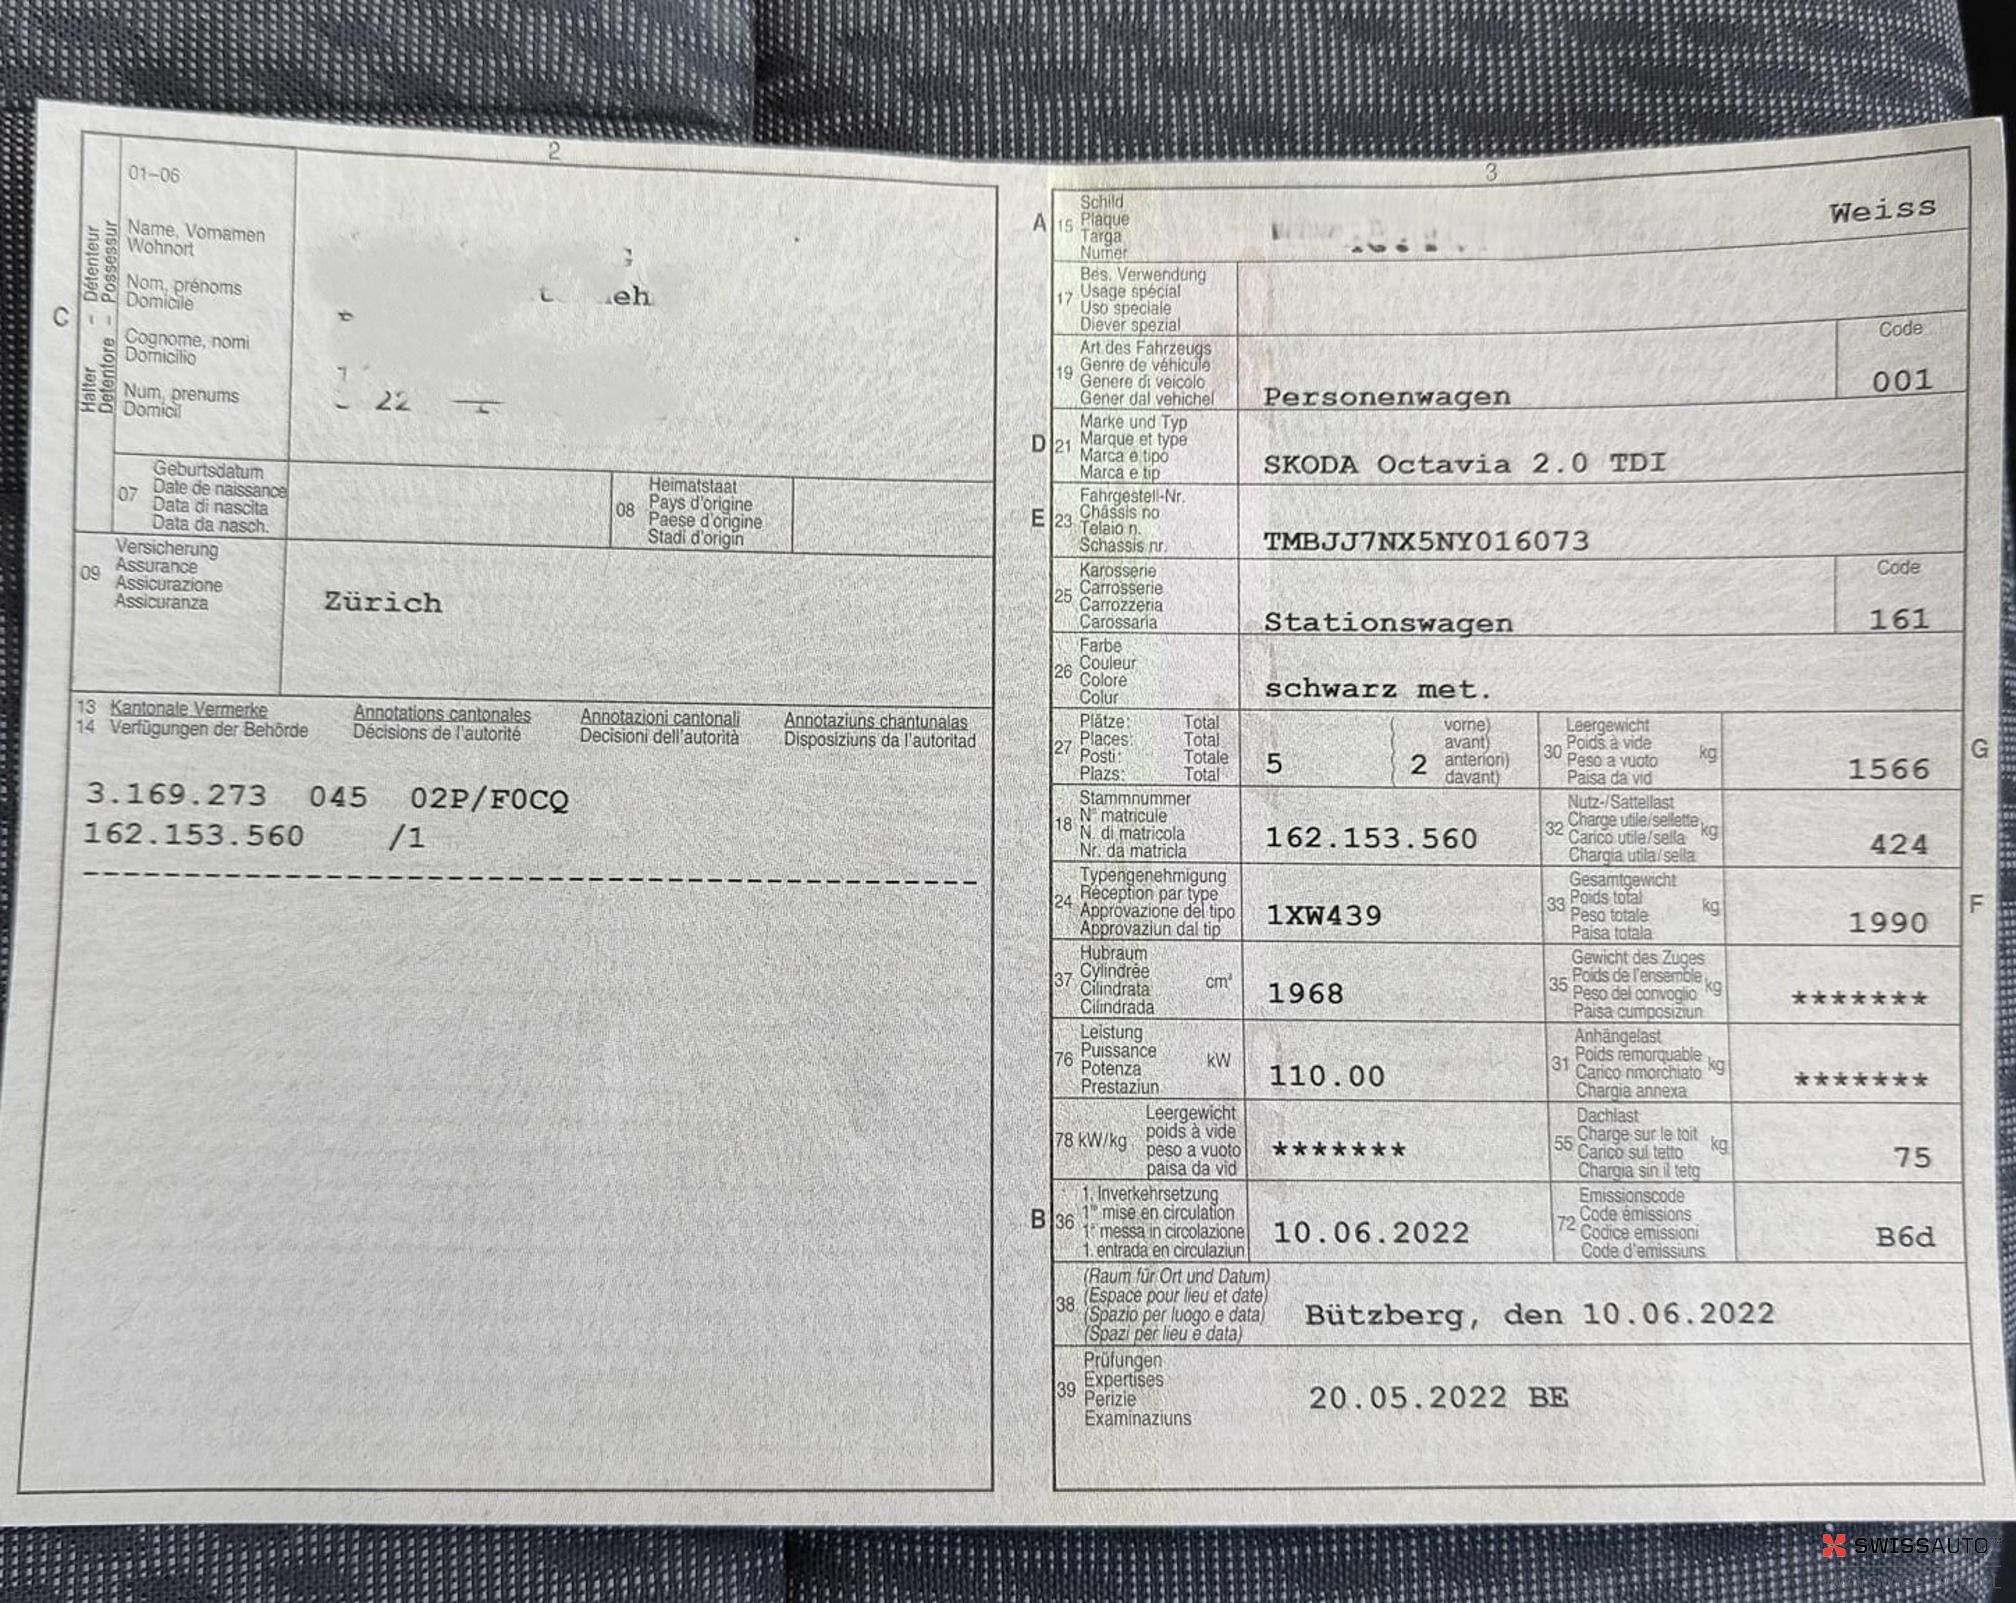 2
01-06
Halter - Détenteur
Detentore - Possessur
C
Name, Vornamen
Wohnort
Nom, prénoms
Domicile
Cognome, nomi
Domicilio
Num, prenums
Domicil
eh
22
07
Geburtsdatum
Date de naissance
Data di nascita
Data da nasch.
08
Heimatstaat
Pays d'origine
Paese d'origine
Stadi d'origin
09
Versicherung
Assurance
Assicurazione
Assicuranza
Zürich
13 Kantonale Vermerke Annotations cantonales Annotazioni cantonali Annotaziuns chantunalas
14 Verfügungen der Behörde Décisions de l'autorité Decisioni dell'autorità Disposiziuns da l'autoritad
3.169.273 045 02P/F0CQ
162.153.560 /1
3
A 15
Schild
Plaque
Targa
Numer
Weiss
17
Bes. Verwendung
Usage spécial
Uso speciale
Diever spezial
19
Art des Fahrzeugs
Genre de véhicule
Genere di veicolo
Gener dal vehichel
Personenwagen
Code
001
D 21
Marke und Typ
Marque et type
Marca e tipo
Marca e tip
SKODA Octavia 2.0 TDI
E 23
Fahrgestell-Nr.
Châssis no
Telaio n.
Schassis nr.
TMBJJ7NX5NY016073
25
Karosserie
Carrosserie
Carrozzeria
Carossaria
Stationswagen
Code
161
26
Farbe
Couleur
Colore
Colur
schwarz met.
27
Plätze: Total
Places: Total
Posti: Totale
Plazs: Total
5
( 2 vorne)
( avant)
( anteriori)
( davant)
30
Leergewicht
Poids à vide
Peso a vuoto
Paisa da vid
kg
1566
G
18
Stammnummer
N° matricule
N. di matricola
Nr. da matricla
162.153.560
32
Nutz-/Sattellast
Charge utile/sellette
Carico utile/sella
Chargia utila/sella
kg
424
24
Typengenehmigung
Réception par type
Approvazione del tipo
Approvaziun dal tip
1XW439
33
Gesamtgewicht
Poids total
Peso totale
Paisa totala
kg
1990
F
37
Hubraum
Cylindrée
Cilindrata
Cilindrada
cm³
1968
35
Gewicht des Zuges
Poids de l'ensemble
Peso del convoglio
Paisa cumposiziun
kg
*******
76
Leistung
Puissance
Potenza
Prestaziun
kW
110.00
31
Anhängelast
Poids remorquable
Carico rimorchiato
Chargia annexa
kg
*******
78 kW/kg
Leergewicht
poids à vide
peso a vuoto
paisa da vid
*******
55
Dachlast
Charge sur le toit
Carico sul tetto
Chargia sin il tetg
kg
75
B 36
1. Inverkehrsetzung
1re mise en circulation
1a messa in circolazione
1. entrada en circulaziun
10.06.2022
72
Emissionscode
Code émissions
Codice emissioni
Code d'emissiuns
B6d
38
(Raum für Ort und Datum)
(Espace pour lieu et date)
(Spazio per luogo e data)
(Spazi per lieu e data)
Bützberg, den 10.06.2022
39
Prüfungen
Expertises
Perizie
Examinaziuns
20.05.2022 BE
SWISSAUTO